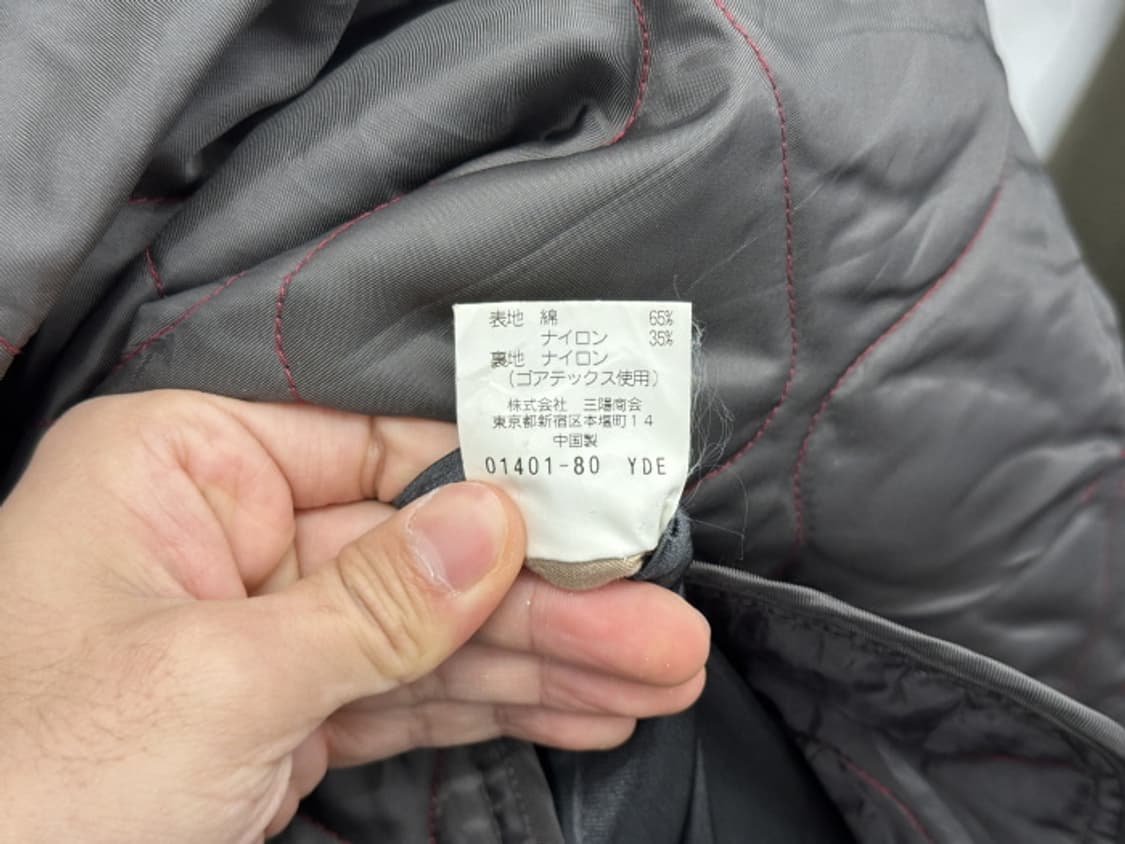 表地 綿 65%
ナイロン 35%
裏地 ナイロン
(ゴアテックス使用)
株式会社 三陽商会
東京都新宿区本塩町14
中国製
01401-80 YDE